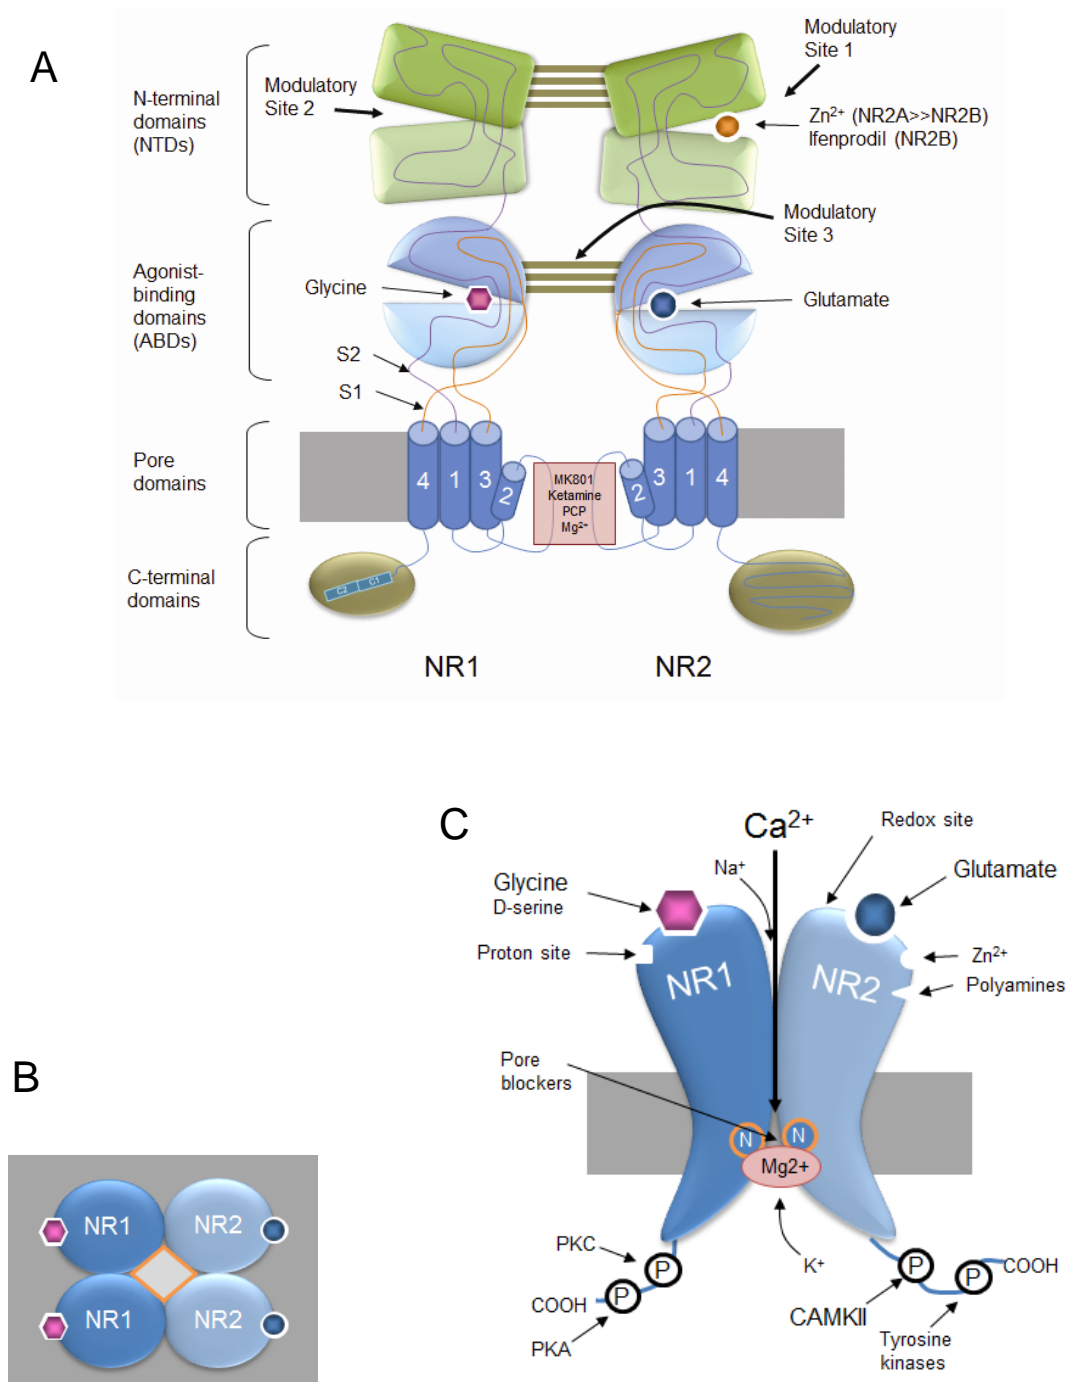 A
N-terminal
domains
(NTDs)
Modulatory
Site 2
Modulatory
Site 1
Zn²⁺ (NR2A>>NR2B)
Ifenprodil (NR2B)
Modulatory
Site 3
Agonist-
binding
domains
(ABDs)
Glycine
Glutamate
S2
S1
Pore
domains
4
1
3
2
MK801
Ketamine
PCP
Mg²⁺
2
3
1
4
C-terminal
domains
C2
C1
NR1
NR2
C
Ca²⁺
Redox site
Na⁺
Glycine
D-serine
Glutamate
Proton site
NR1
NR2
Zn²⁺
Polyamines
Pore
blockers
N
N
Mg2+
PKC
P
P
COOH
PKA
K⁺
P
P
COOH
CAMKII
Tyrosine
kinases
B
NR1
NR2
NR1
NR2